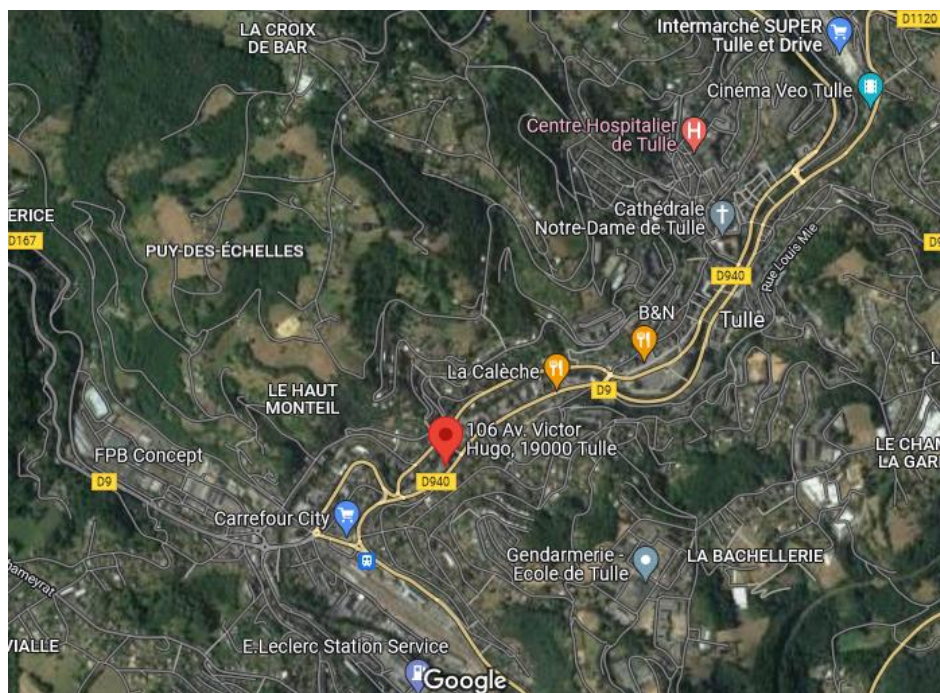 LA CROIX
DE BAR
Intermarché SUPER
Tulle et Drive
D1120
Cinéma Veo Tulle
Centre Hospitalier
de Tulle
Cathédrale
Notre-Dame de Tulle
ERICE
D167
PUY-DES-ÉCHELLES
D9
D940
Rue Louis Mie
B&N
Tulle
La Calèche
D9
L
LE HAUT
MONTEIL
106 Av. Victor
Hugo, 19000 Tulle
LE CHAM
LA GARE
FPB Concept
D9
D940
Carrefour City
Gendarmerie -
Ecole de Tulle
LA BACHELLERIE
hameyrat
VIALLE
E.Leclerc Station Service
Google